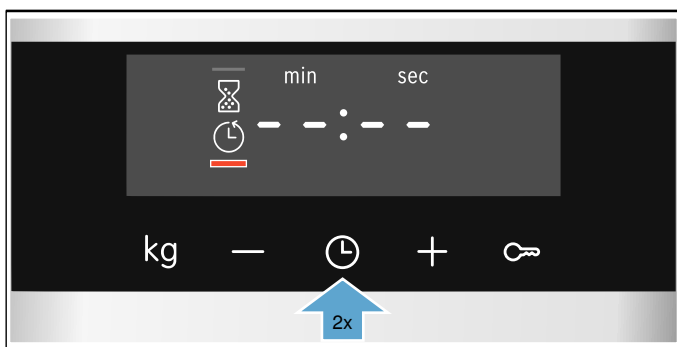 min sec
--:--
kg − +
2x